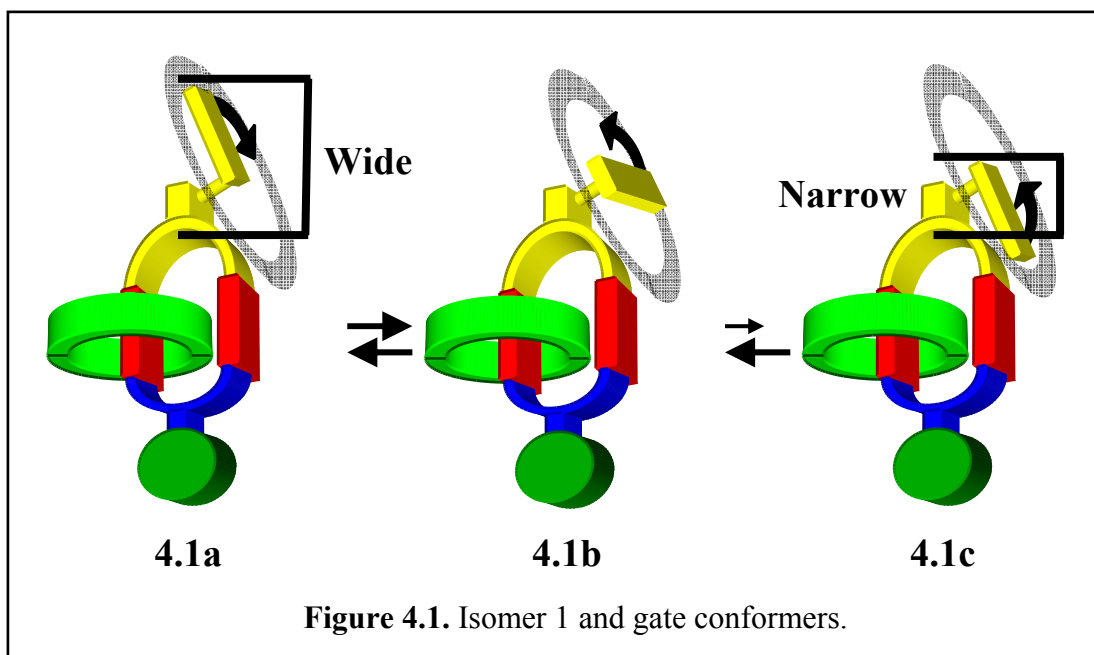 Wide
Narrow
4.1a 4.1b 4.1c
Figure 4.1. Isomer 1 and gate conformers.